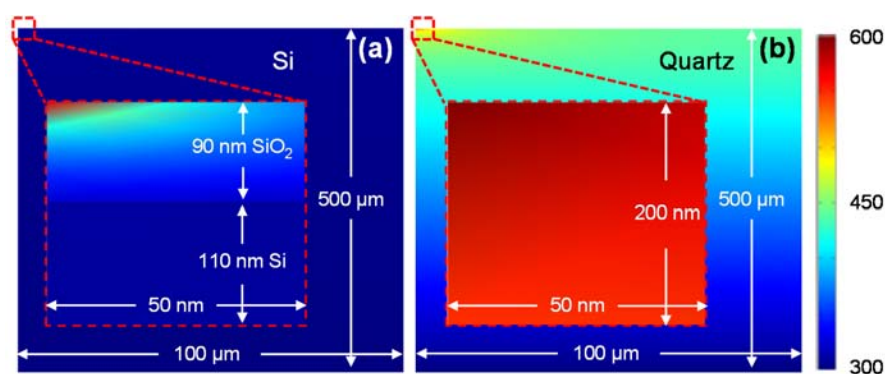 Si
(a)
90 nm SiO₂
500 µm
110 nm Si
50 nm
100 µm
Quartz
(b)
200 nm
500 µm
50 nm
100 µm
600
450
300